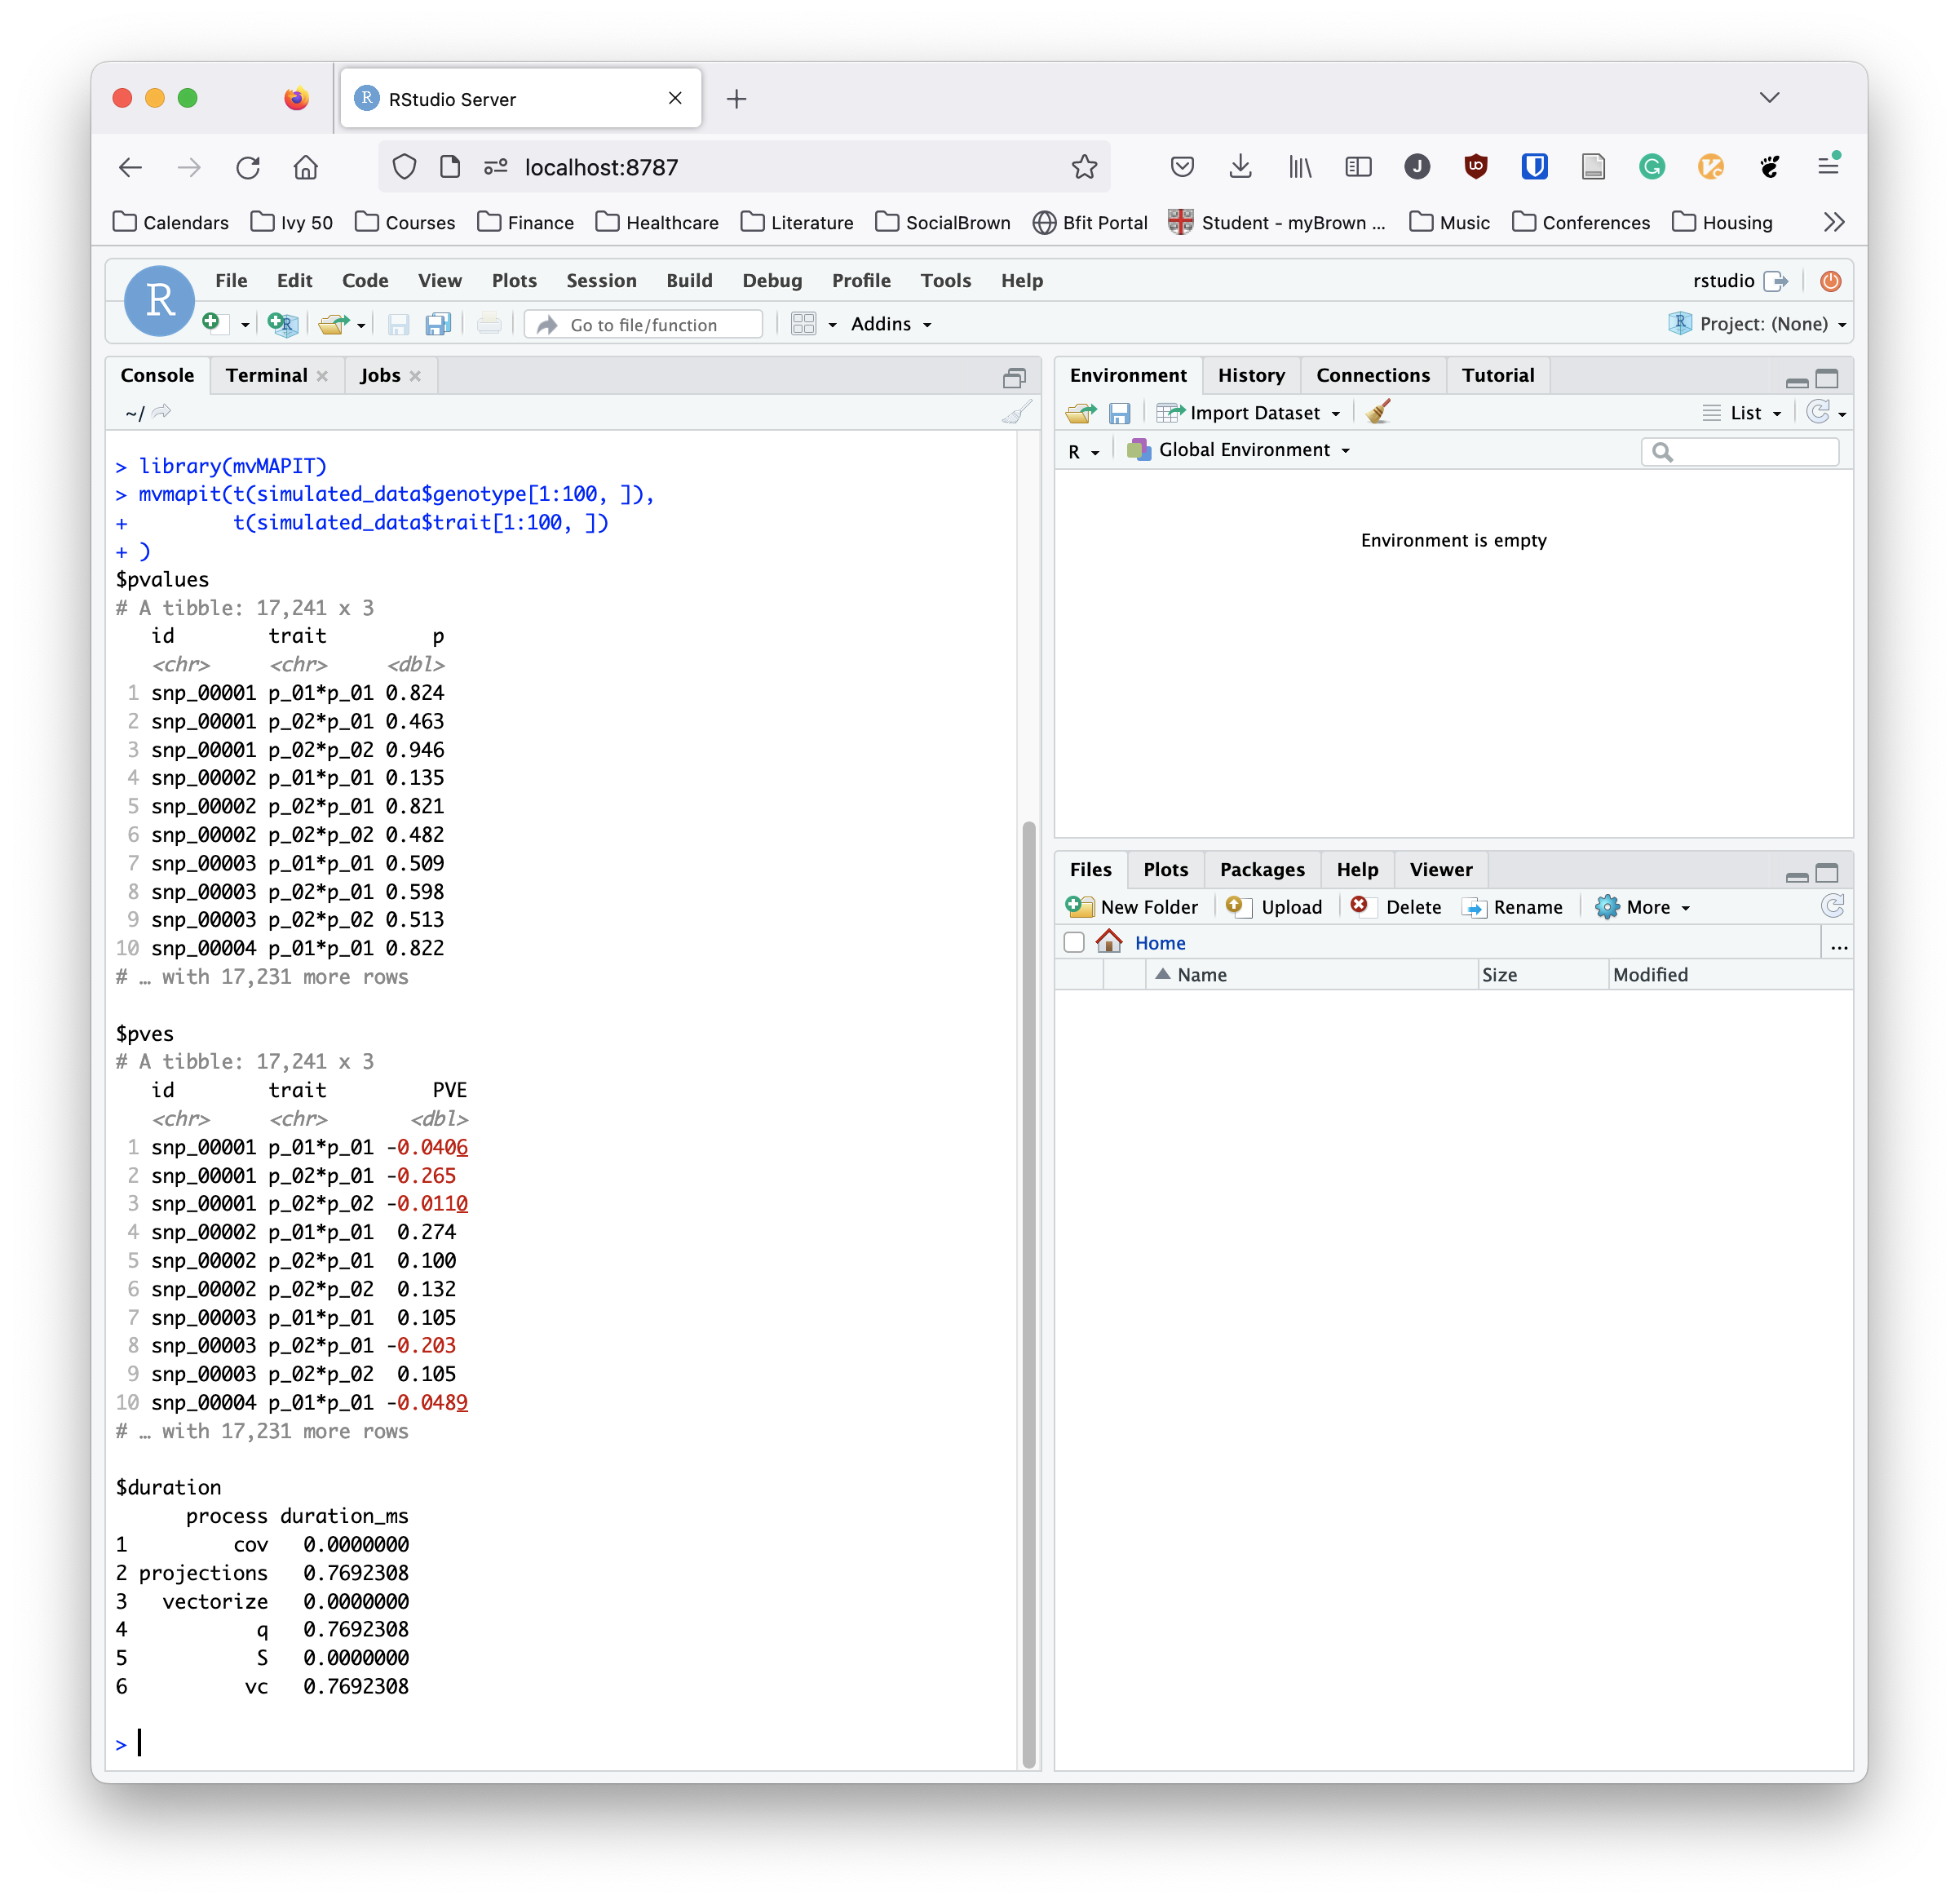 RStudio Server
localhost:8787
Calendars Ivy 50 Courses Finance Healthcare Literature SocialBrown Bfit Portal Student - myBrown ... Music Conferences Housing
R File Edit Code View Plots Session Build Debug Profile Tools Help rstudio
Go to file/function Addins Project: (None)
Console Terminal Jobs
~/
> library(mvMAPIT)
> mvmapit(t(simulated_data$genotype[1:100, ]),
+         t(simulated_data$trait[1:100, ])
+ )
$pvalues
# A tibble: 17,241 x 3
   id        trait         p
   <chr>     <chr>     <dbl>
 1 snp_00001 p_01*p_01 0.824
 2 snp_00001 p_02*p_01 0.463
 3 snp_00001 p_02*p_02 0.946
 4 snp_00002 p_01*p_01 0.135
 5 snp_00002 p_02*p_01 0.821
 6 snp_00002 p_02*p_02 0.482
 7 snp_00003 p_01*p_01 0.509
 8 snp_00003 p_02*p_01 0.598
 9 snp_00003 p_02*p_02 0.513
10 snp_00004 p_01*p_01 0.822
# … with 17,231 more rows
$pves
# A tibble: 17,241 x 3
   id        trait         PVE
   <chr>     <chr>       <dbl>
 1 snp_00001 p_01*p_01 -0.0406
 2 snp_00001 p_02*p_01 -0.265
 3 snp_00001 p_02*p_02 -0.0110
 4 snp_00002 p_01*p_01  0.274
 5 snp_00002 p_02*p_01  0.100
 6 snp_00002 p_02*p_02  0.132
 7 snp_00003 p_01*p_01  0.105
 8 snp_00003 p_02*p_01 -0.203
 9 snp_00003 p_02*p_02  0.105
10 snp_00004 p_01*p_01 -0.0489
# … with 17,231 more rows
$duration
      process duration_ms
1         cov   0.0000000
2 projections   0.7692308
3   vectorize   0.0000000
4           q   0.7692308
5           S   0.0000000
6          vc   0.7692308
>
Environment History Connections Tutorial
Import Dataset List
R Global Environment
Environment is empty
Files Plots Packages Help Viewer
New Folder Upload Delete Rename More
Home ...
Name Size Modified